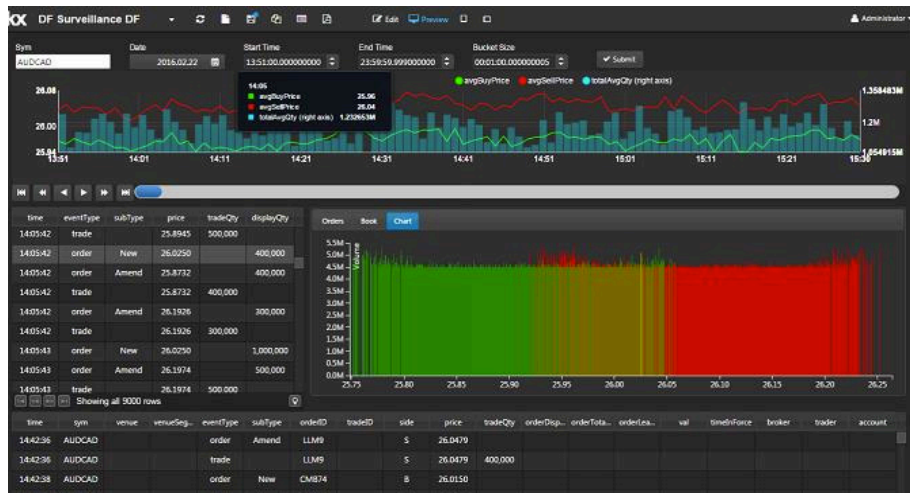 KX DF Surveillance DF Edit Preview Administrator
Sym Date Start Time End Time Bucket Size
AUDCAD 2016.02.22 13:51:00.000000000 23:59:59.999000000 00:01:00.000000005 Submit
avgBuyPrice avgSellPrice totalAvgQty (right axis)
14:05
avgBuyPrice 25.96
avgSellPrice 26.04
totalAvgQty (right axis) 1.232653M
26.08 1.358483M
26.00 1.2M
25.94 1.054915M
13:51 14:01 14:11 14:21 14:31 14:41 14:51 15:01 15:11 15:21 15:30
time eventType subType price tradeQty displayQty
14:05:42 trade 25.8945 500,000
14:05:42 order New 26.0250 400,000
14:05:42 order Amend 25.8732 400,000
14:05:42 trade 25.8732 400,000
14:05:42 order Amend 26.1926 300,000
14:05:42 trade 26.1926 300,000
14:05:43 order New 26.0250 1,000,000
14:05:43 order Amend 26.1974 500,000
14:05:43 trade 26.1974 500,000
Showing all 9000 rows
Orders Book Chart
Volume
5.5M
5.0M
4.5M
4.0M
3.5M
3.0M
2.5M
2.0M
1.5M
1.0M
0.5M
0.0M
25.75 25.80 25.85 25.90 25.95 26.00 26.05 26.10 26.15 26.20 26.25
time sym venue venueSeg... eventType subType orderID tradeID side price tradeQty orderDisp... orderTota... orderLea... val timeInForce broker trader account
14:42:36 AUDCAD order Amend LLM9 S 26.0479
14:42:36 AUDCAD trade LLM9 S 26.0479 400,000
14:42:38 AUDCAD order New CMB74 B 26.0150